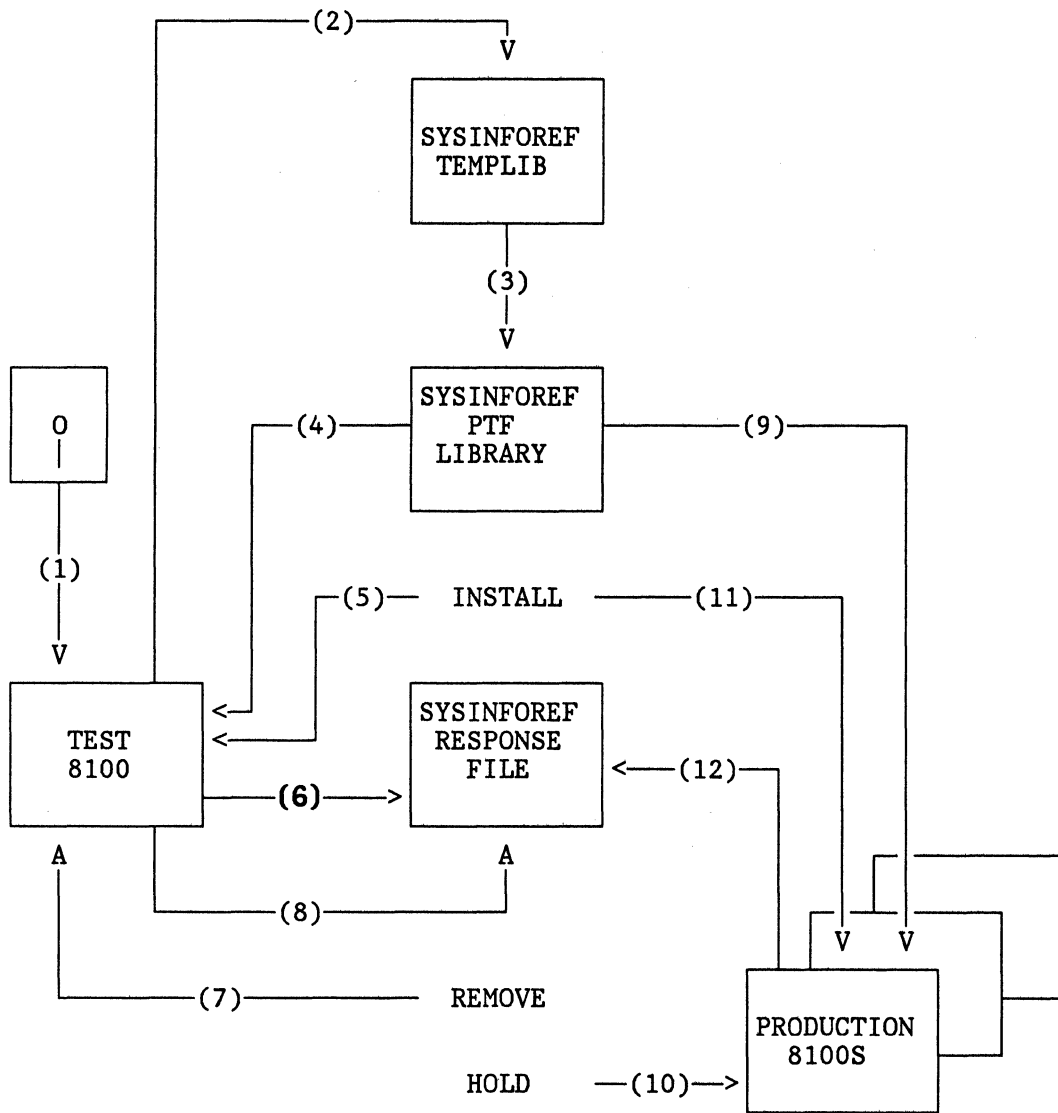 (2)
V
SYSINFOREF
TEMPLIB
(3)
V
O
SYSINFOREF
PTF
LIBRARY
(4)
(9)
(1)
V
(5)
INSTALL
(11)
TEST
8100
<
<
SYSINFOREF
RESPONSE
FILE
(6)
>
<
(12)
A
A
(8)
V
V
(7)
REMOVE
PRODUCTION
8100S
HOLD
(10)
>